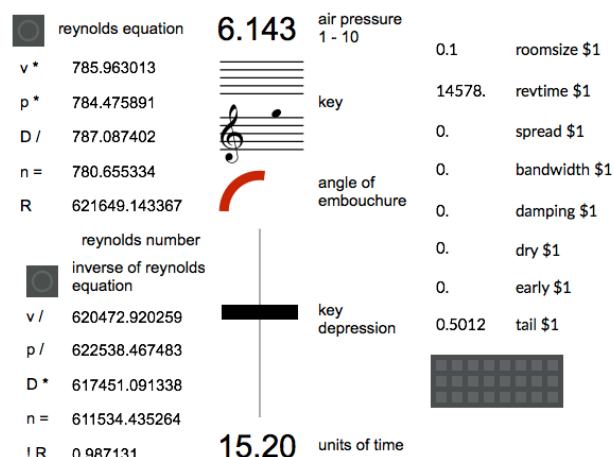 reynolds equation
v * 785.963013
p * 784.475891
D / 787.087402
n = 780.655334
R 621649.143367
reynolds number
inverse of reynolds
equation
v / 620472.920259
p / 622538.467483
D * 617451.091338
n = 611534.435264
! R 0.987131
6.143 air pressure
1 - 10
key
angle of
embouchure
key
depression
15.20 units of time
0.1 roomsize $1
14578. revtime $1
0. spread $1
0. bandwidth $1
0. damping $1
0. dry $1
0. early $1
0.5012 tail $1